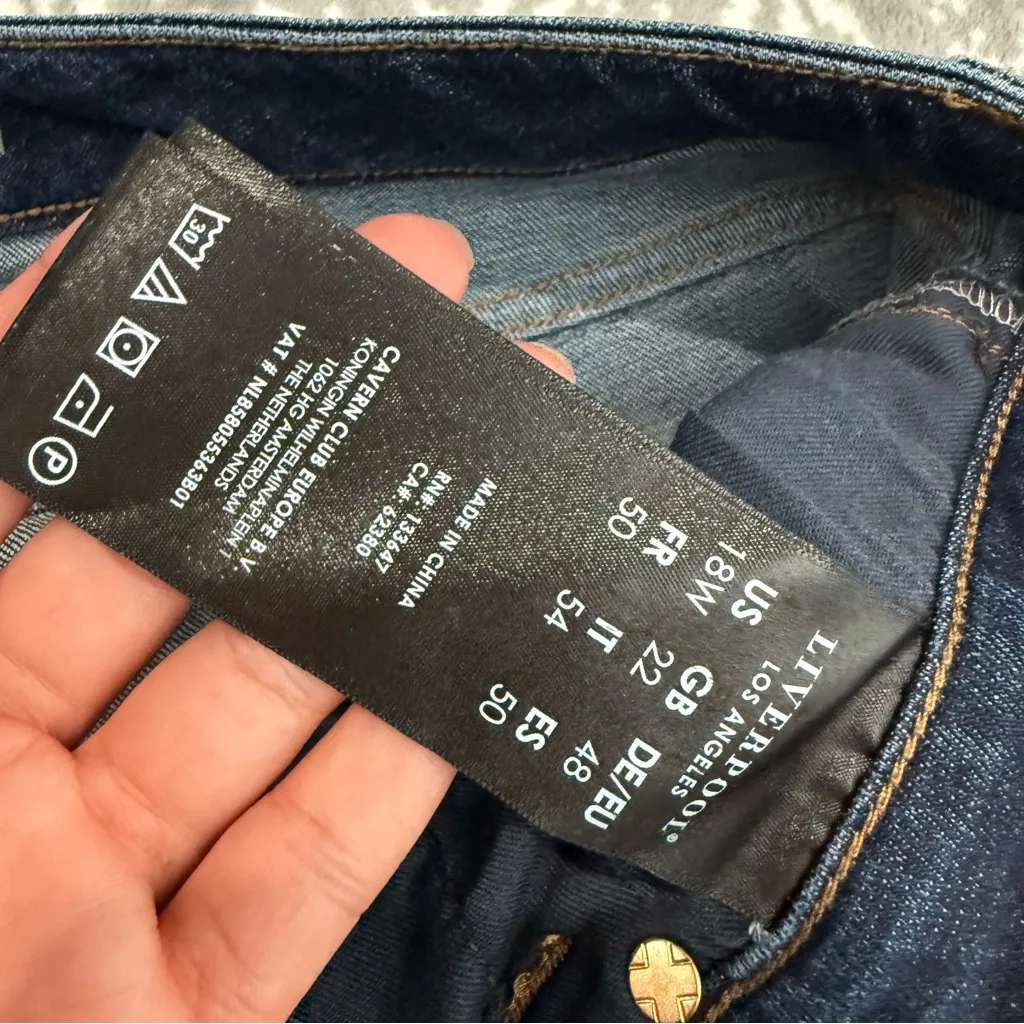 LIVERPOOL®
LOS ANGELES
US GB DE/EU
18W 22 48
FR IT ES
50 54 50
MADE IN CHINA
RN#: 133647
CA#: 62380
CAVERN CLUB EUROPE B.V.
KONINGIN WILHELMINAPLEIN 1
1062 HG AMSTERDAM
THE NETHERLANDS
VAT # NL858055363B01
30
P